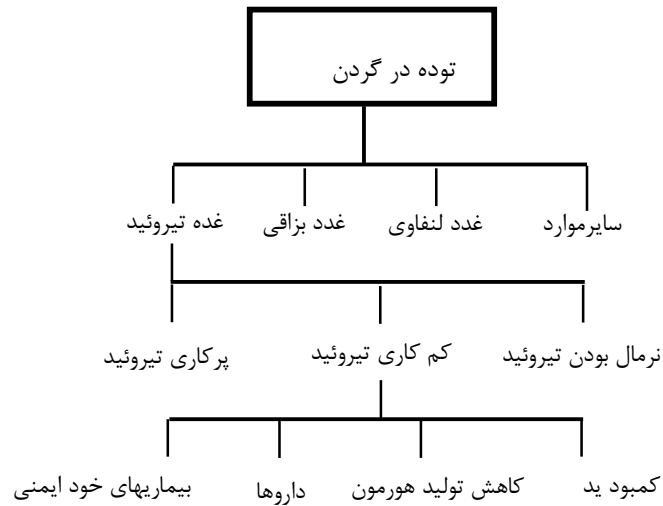 توده در گردن
سایرموارد
غدد لنفاوی
غدد بزاقی
غده تیروئید
نرمال بودن تیروئید
کم کاری تیروئید
پرکاری تیروئید
کمبود ید
کاهش تولید هورمون
داروها
بیماریهای خود ایمنی